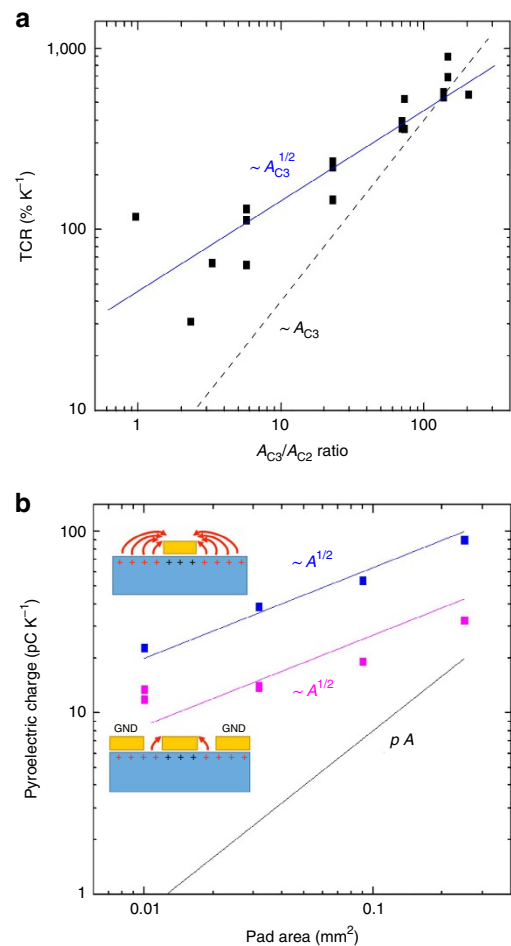 a
1,000
100
10
TCR (% K⁻¹)
~ A_C3^1/2
~ A_C3
1
10
100
A_C3/A_C2 ratio
b
100
10
1
Pyroelectric charge (pC K⁻¹)
~ A^1/2
~ A^1/2
p A
+ + + + + + + + + + +
GND
GND
+ + + + + + + + + + +
0.01
0.1
Pad area (mm²)